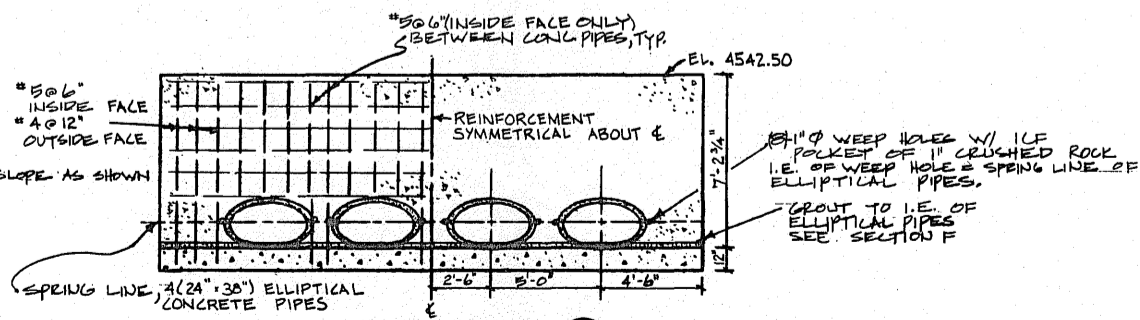 #5@6"(INSIDE FACE ONLY)
BETWEEN CONC PIPES, TYP.
EL. 4542.50
#5@6"
INSIDE FACE
#4@12"
OUTSIDE FACE
REINFORCEMENT
SYMMETRICAL ABOUT ℄
SLOPE AS SHOWN
(8)-1"Ø WEEP HOLES W/ 1CF
POCKET OF 1" CRUSHED ROCK
I.E. OF WEEP HOLE = SPRING LINE OF
ELLIPTICAL PIPES.
7'-2 3/4"
GROUT TO I.E. OF
ELLIPTICAL PIPES
SEE SECTION F
12"
2'-6"
5'-0"
4'-6"
SPRING LINE, 4(24"×38") ELLIPTICAL
CONCRETE PIPES
℄